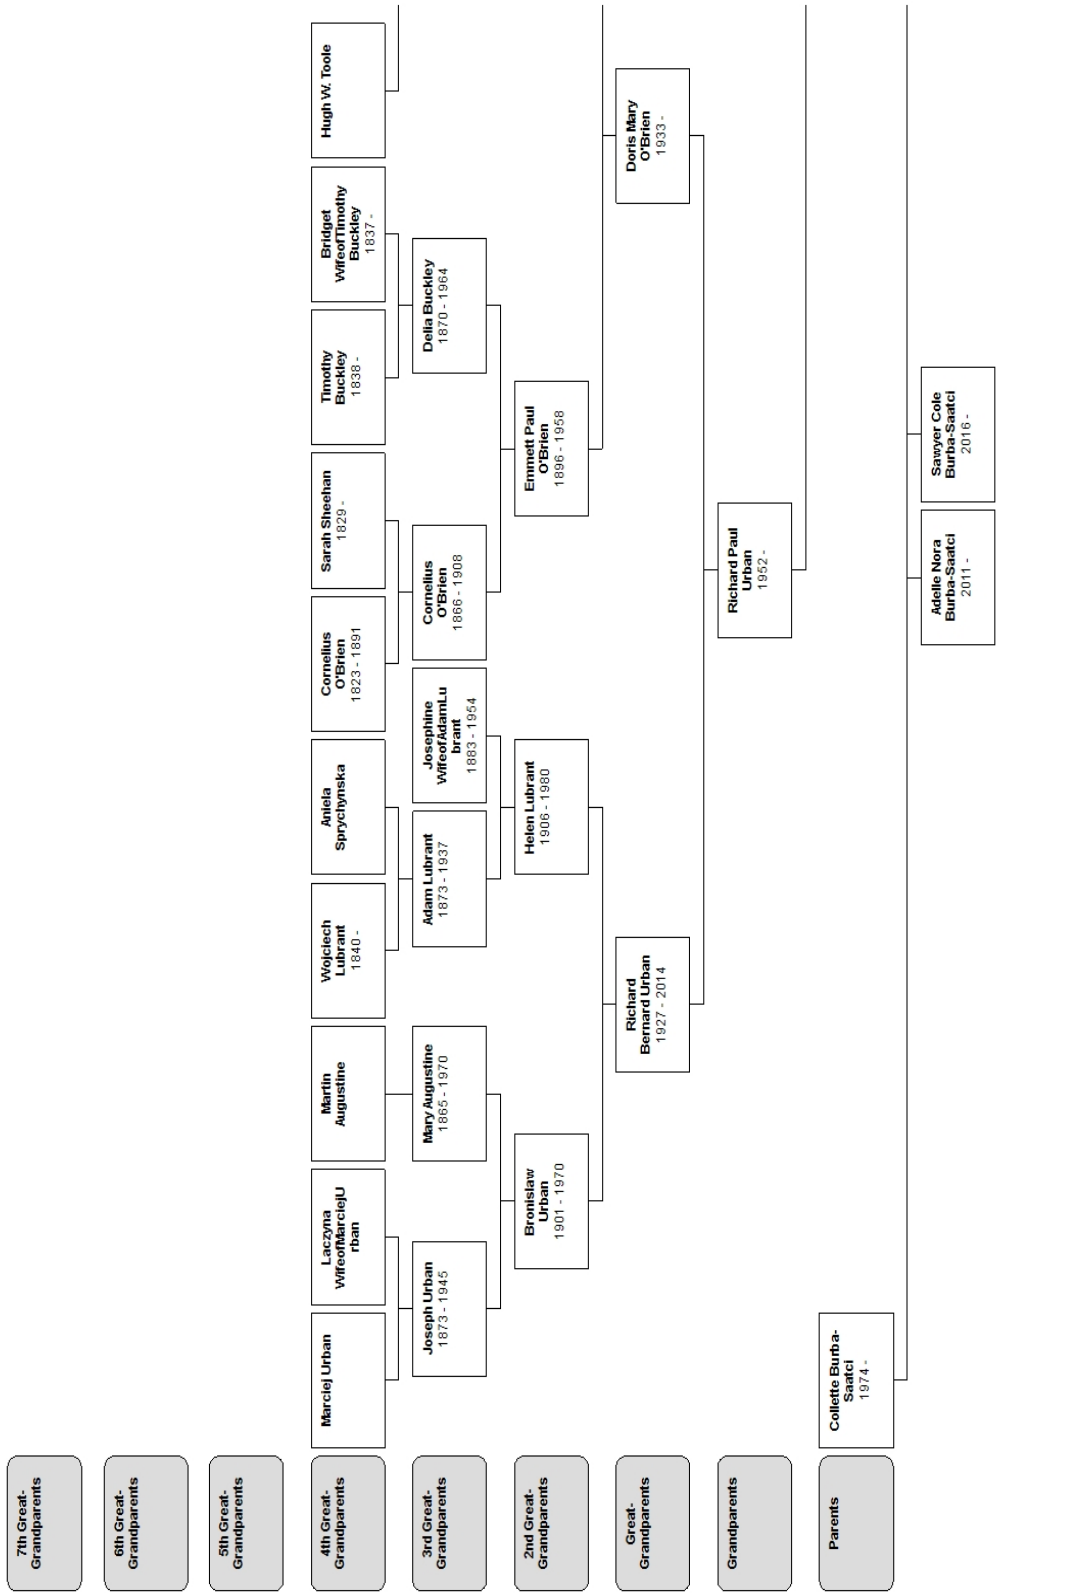 7th Great-
Grandparents
6th Great-
Grandparents
5th Great-
Grandparents
4th Great-
Grandparents
Marciej Urban
Laczyna
WifeofMarciejU
rban
Martin
Augustine
Wojciech
Lubrant
1840 -
Aniela
Sprychynska
Cornelius
O'Brien
1823 - 1891
Sarah Sheehan
1829 -
Timothy
Buckley
1838 -
Bridget
WifeofTimothy
Buckley
1837 -
Hugh W. Toole
3rd Great-
Grandparents
Joseph Urban
1873 - 1945
Mary Augustine
1865 - 1970
Adam Lubrant
1873 - 1937
Josephine
WifeofAdamLu
brant
1883 - 1954
Cornelius
O'Brien
1866 - 1908
Delia Buckley
1870 - 1964
2nd Great-
Grandparents
Bronislaw
Urban
1901 - 1970
Helen Lubrant
1906 - 1980
Emmett Paul
O'Brien
1896 - 1958
Great-
Grandparents
Richard
Bernard Urban
1927 - 2014
Doris Mary
O'Brien
1933 -
Grandparents
Richard Paul
Urban
1952 -
Parents
Collette Burba-
Saatci
1974 -
Adelle Nora
Burba-Saatci
2011 -
Sawyer Cole
Burba-Saatci
2016 -